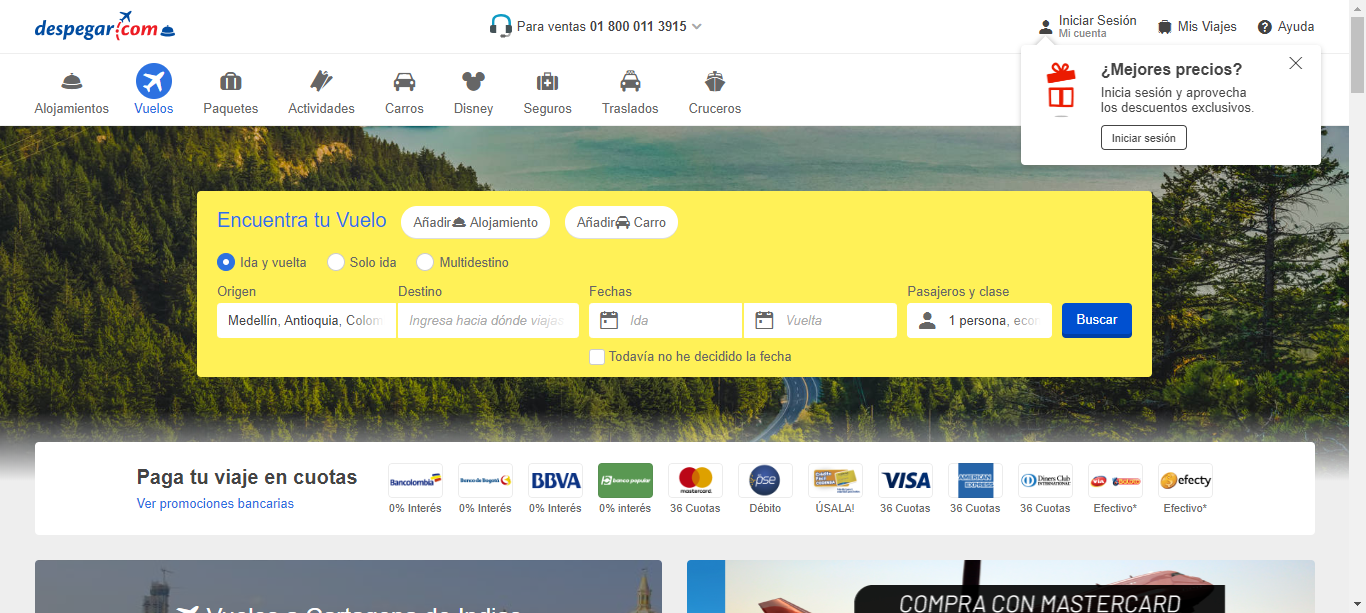 despegar.com
Para ventas 01 800 011 3915
Iniciar Sesión
Mi cuenta
Mis Viajes
Ayuda
¿Mejores precios?
Inicia sesión y aprovecha
los descuentos exclusivos.
Iniciar sesión
Alojamientos
Vuelos
Paquetes
Actividades
Carros
Disney
Seguros
Traslados
Cruceros
Encuentra tu Vuelo
Añadir Alojamiento
Añadir Carro
Ida y vuelta
Solo ida
Multidestino
Origen
Destino
Fechas
Pasajeros y clase
Medellín, Antioquia, Colom
Ingresa hacia dónde viajas
Ida
Vuelta
1 persona, econ
Buscar
Todavía no he decidido la fecha
Paga tu viaje en cuotas
Ver promociones bancarias
Bancolombia
0% Interés
Banco de Bogotá
0% Interés
BBVA
0% Interés
banco popular
0% interés
mastercard
36 Cuotas
pse
Débito
ÚSALA!
VISA
36 Cuotas
AMERICAN EXPRESS
36 Cuotas
Diners Club
INTERNATIONAL
36 Cuotas
via baloto
Efectivo*
efecty
Efectivo*
Vuelos a Cartagena de Indias
COMPRA CON MASTERCARD